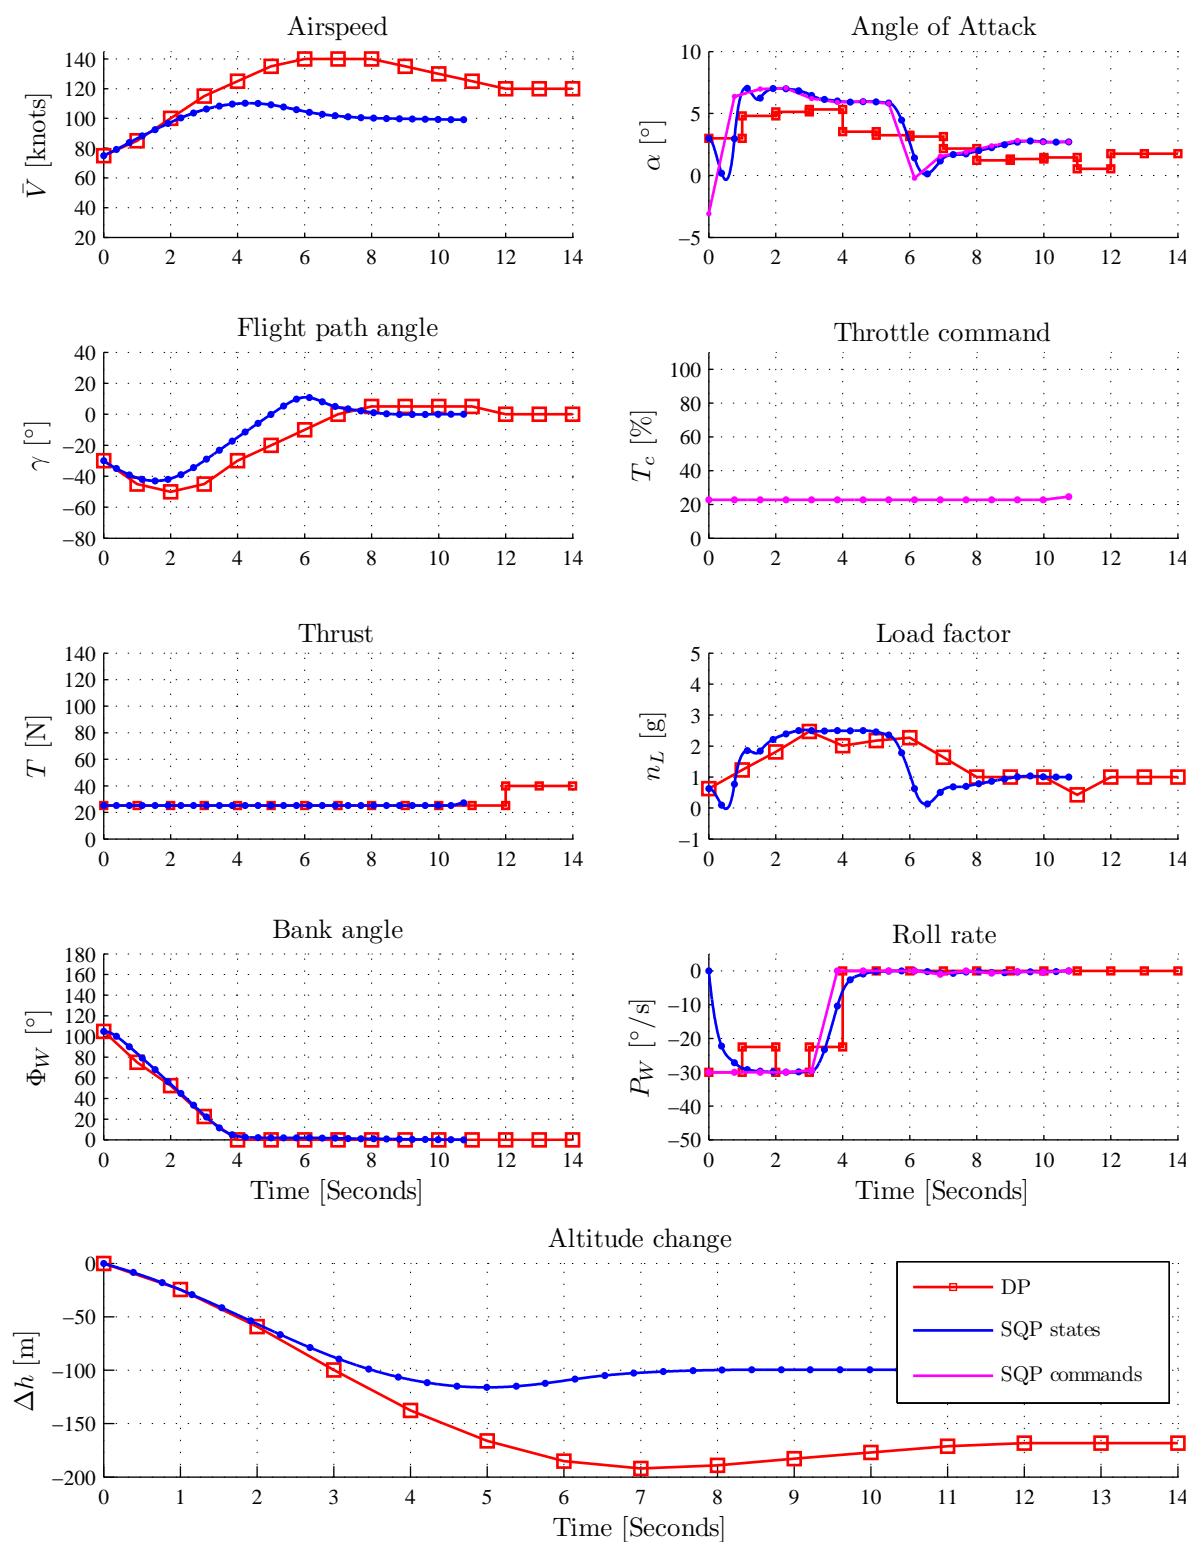 Airspeed
V̄ [knots]
140
120
100
80
60
40
20
0 2 4 6 8 10 12 14
Angle of Attack
α [°]
10
5
0
−5
0 2 4 6 8 10 12 14
Flight path angle
γ [°]
40
20
0
−20
−40
−60
−80
0 2 4 6 8 10 12 14
Throttle command
T_c [%]
100
80
60
40
20
0
0 2 4 6 8 10 12 14
Thrust
T [N]
140
120
100
80
60
40
20
0
0 2 4 6 8 10 12 14
Load factor
n_L [g]
5
4
3
2
1
0
−1
0 2 4 6 8 10 12 14
Bank angle
Φ_W [°]
180
160
140
120
100
80
60
40
20
0
0 2 4 6 8 10 12 14
Time [Seconds]
Roll rate
P_W [°/s]
0
−10
−20
−30
−40
−50
0 2 4 6 8 10 12 14
Time [Seconds]
Altitude change
Δh [m]
0
−50
−100
−150
−200
0 1 2 3 4 5 6 7 8 9 10 11 12 13 14
Time [Seconds]
DP
SQP states
SQP commands